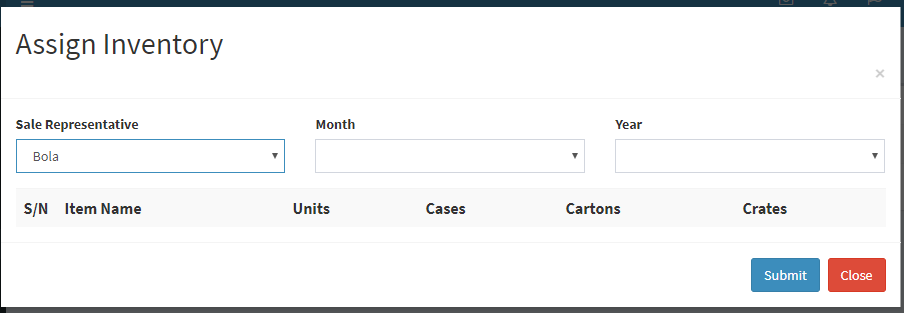 Assign Inventory
×
Sale Representative Month Year
Bola
S/N Item Name Units Cases Cartons Crates
Submit Close